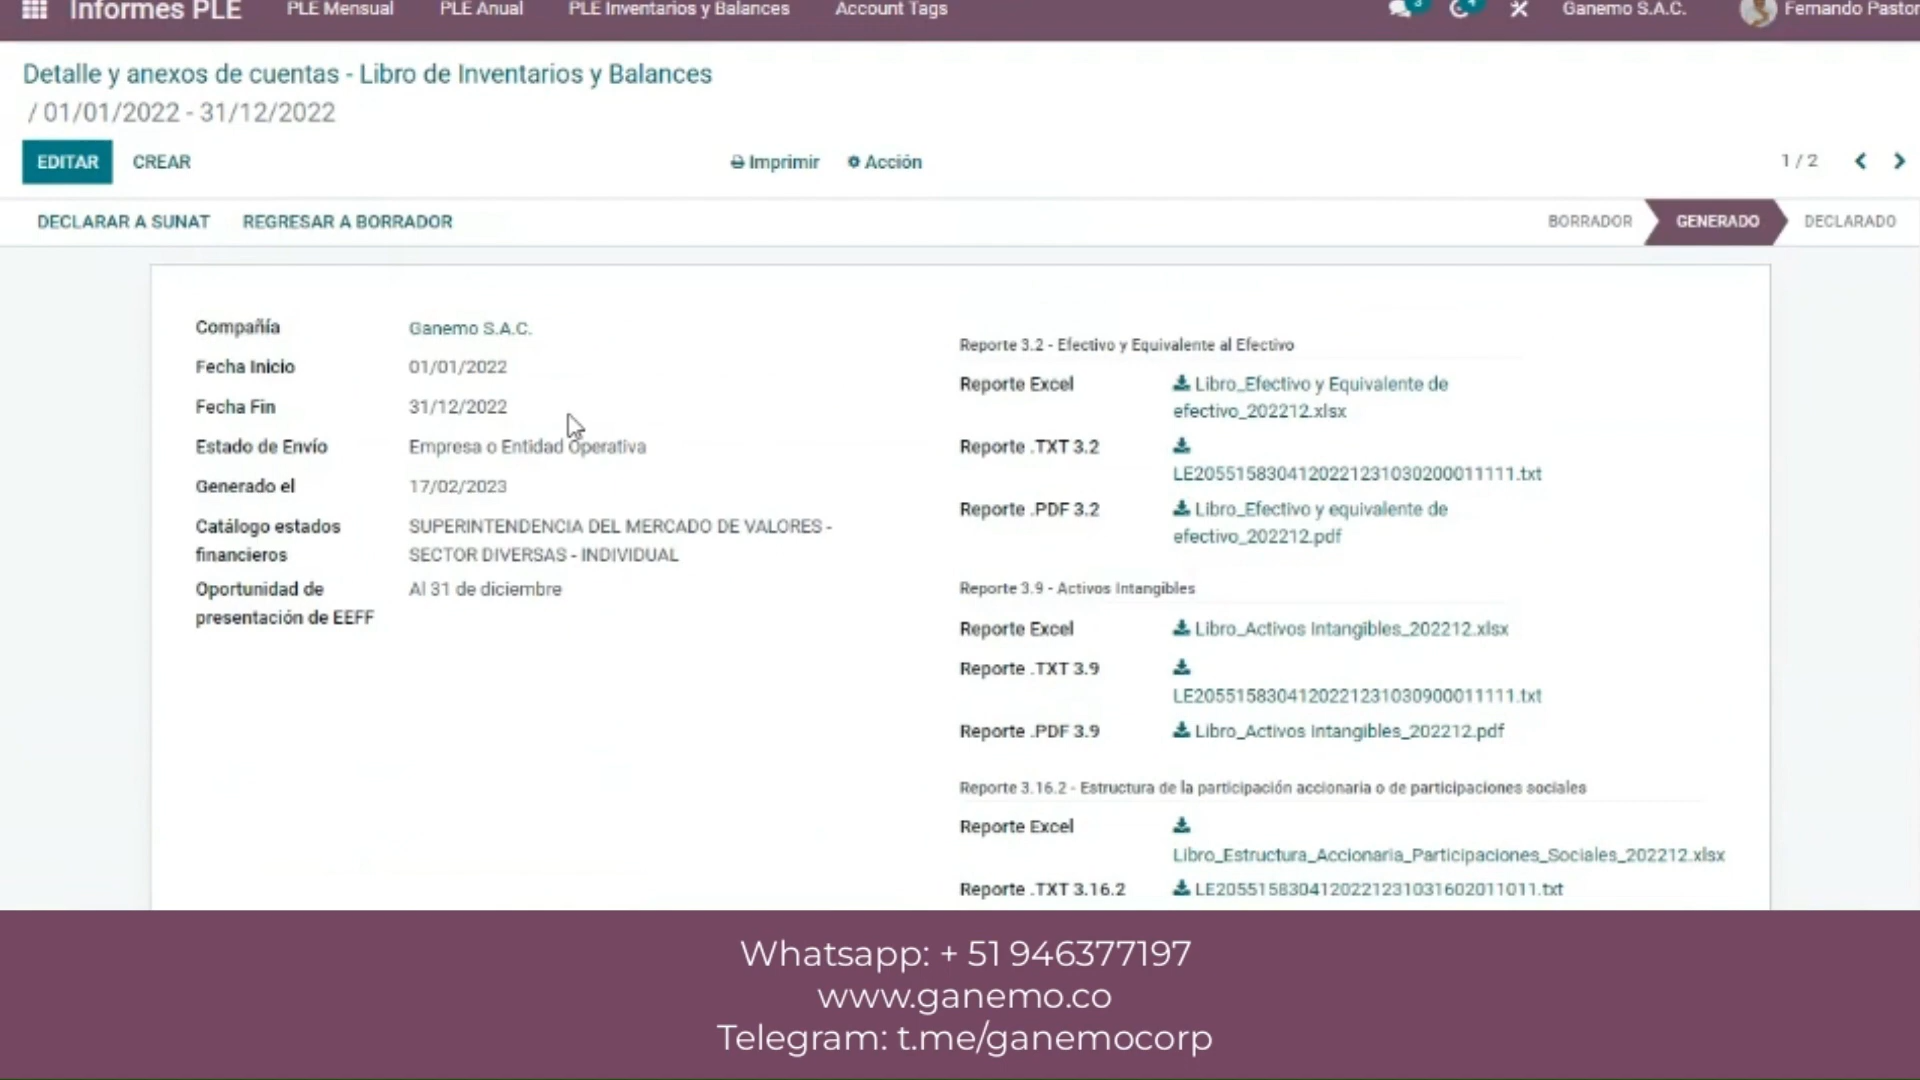 Informes PLE PLE Mensual PLE Anual PLE Inventarios y Balances Account Tags 3 4 Ganemo S.A.C. Fernando Pastor
Detalle y anexos de cuentas - Libro de Inventarios y Balances
/ 01/01/2022 - 31/12/2022
EDITAR CREAR Imprimir Acción 1 / 2
DECLARAR A SUNAT REGRESAR A BORRADOR BORRADOR GENERADO DECLARADO
Compañía Ganemo S.A.C.
Fecha Inicio 01/01/2022
Fecha Fin 31/12/2022
Estado de Envío Empresa o Entidad Operativa
Generado el 17/02/2023
Catálogo estados financieros SUPERINTENDENCIA DEL MERCADO DE VALORES -
SECTOR DIVERSAS - INDIVIDUAL
Oportunidad de Al 31 de diciembre
presentación de EEFF
Reporte 3.2 - Efectivo y Equivalente al Efectivo
Reporte Excel Libro_Efectivo y Equivalente de
efectivo_202212.xlsx
Reporte .TXT 3.2
LE2055158304120221231030200011111.txt
Reporte .PDF 3.2 Libro_Efectivo y equivalente de
efectivo_202212.pdf
Reporte 3.9 - Activos Intangibles
Reporte Excel Libro_Activos Intangibles_202212.xlsx
Reporte .TXT 3.9
LE2055158304120221231030900011111.txt
Reporte .PDF 3.9 Libro_Activos Intangibles_202212.pdf
Reporte 3.16.2 - Estructura de la participación accionaria o de participaciones sociales
Reporte Excel
Libro_Estructura_Accionaria_Participaciones_Sociales_202212.xlsx
Reporte .TXT 3.16.2 LE2055158304120221231031602011011.txt
Whatsapp: + 51 946377197
www.ganemo.co
Telegram: t.me/ganemocorp